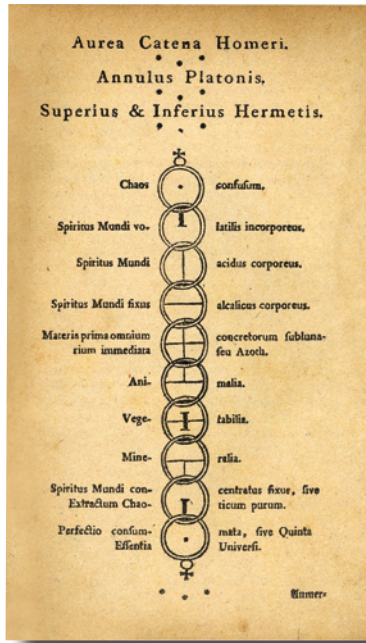 Aurea Catena Homeri.
Annulus Platonis,
Superius & Inferius Hermetis.
Chaos confusum.
Spiritus Mundi vo- latilis incorporeus.
Spiritus Mundi acidus corporeus.
Spiritus Mundi fixus alcalicus corporeus.
Materia prima omnium concretorum subluna-
rium immediata seu Azoth.
Ani- malia.
Vege- tabilia.
Mine- ralia.
Spiritus Mundi con- centratus fixus, sive
Extractum Chao- ticum purum.
Perfectio consum- mata, sive Quinta
Essentia Universi.
Anmer-